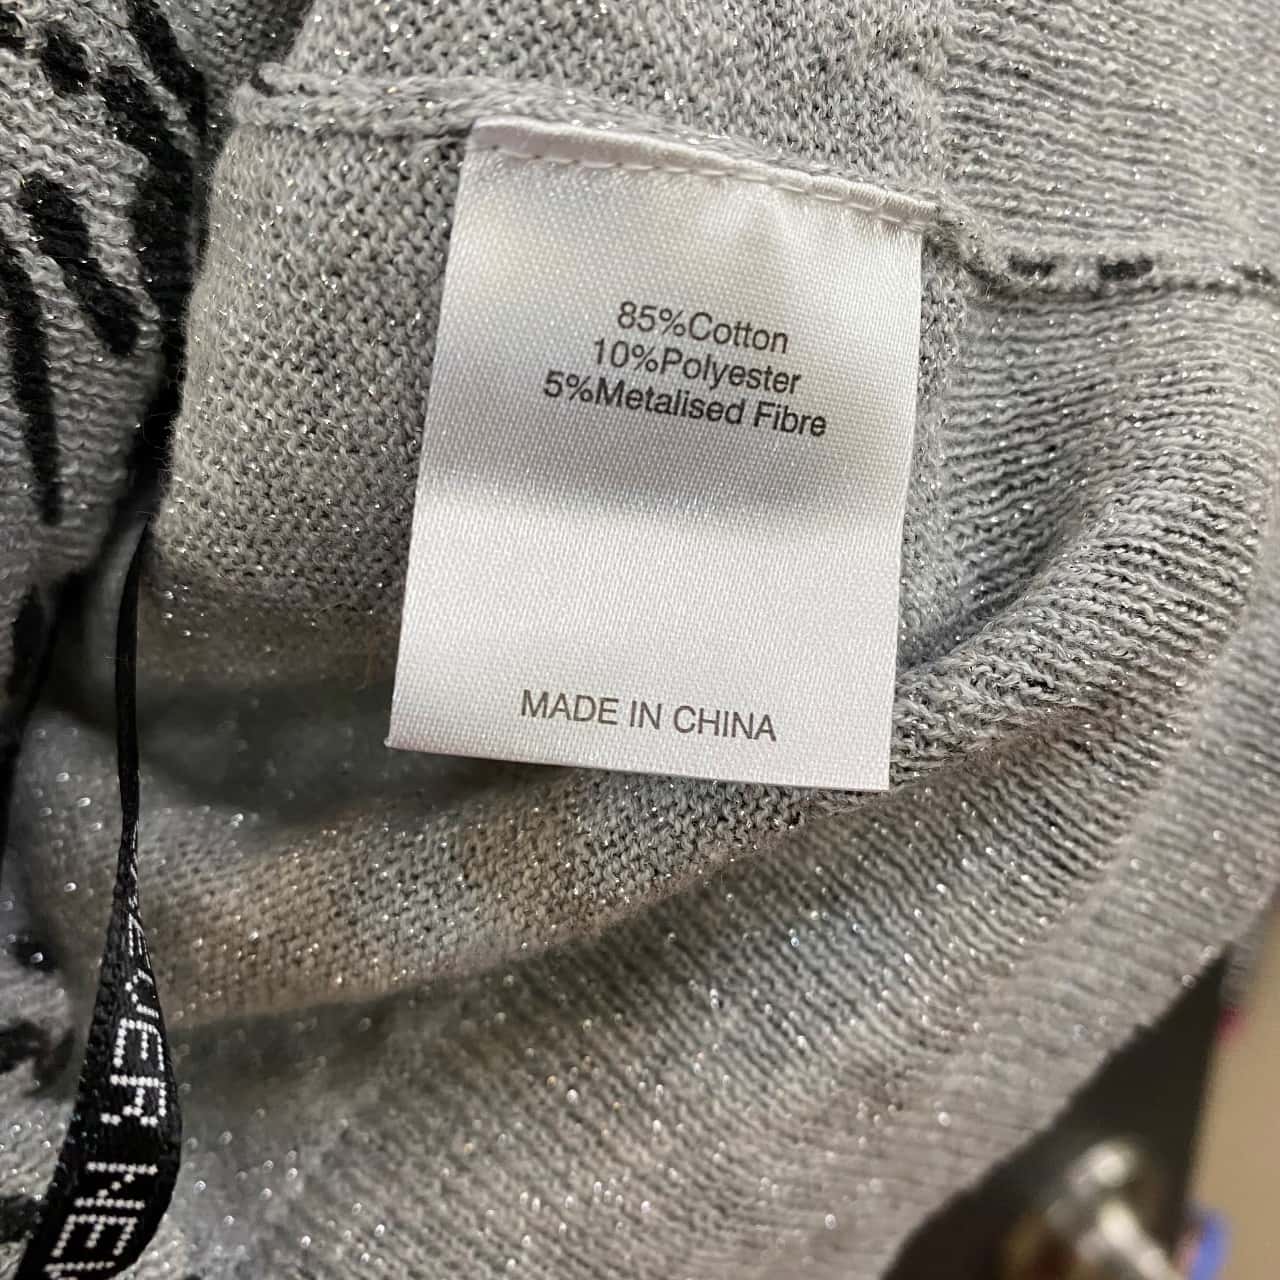 85%Cotton
10%Polyester
5%Metalised Fibre
MADE IN CHINA